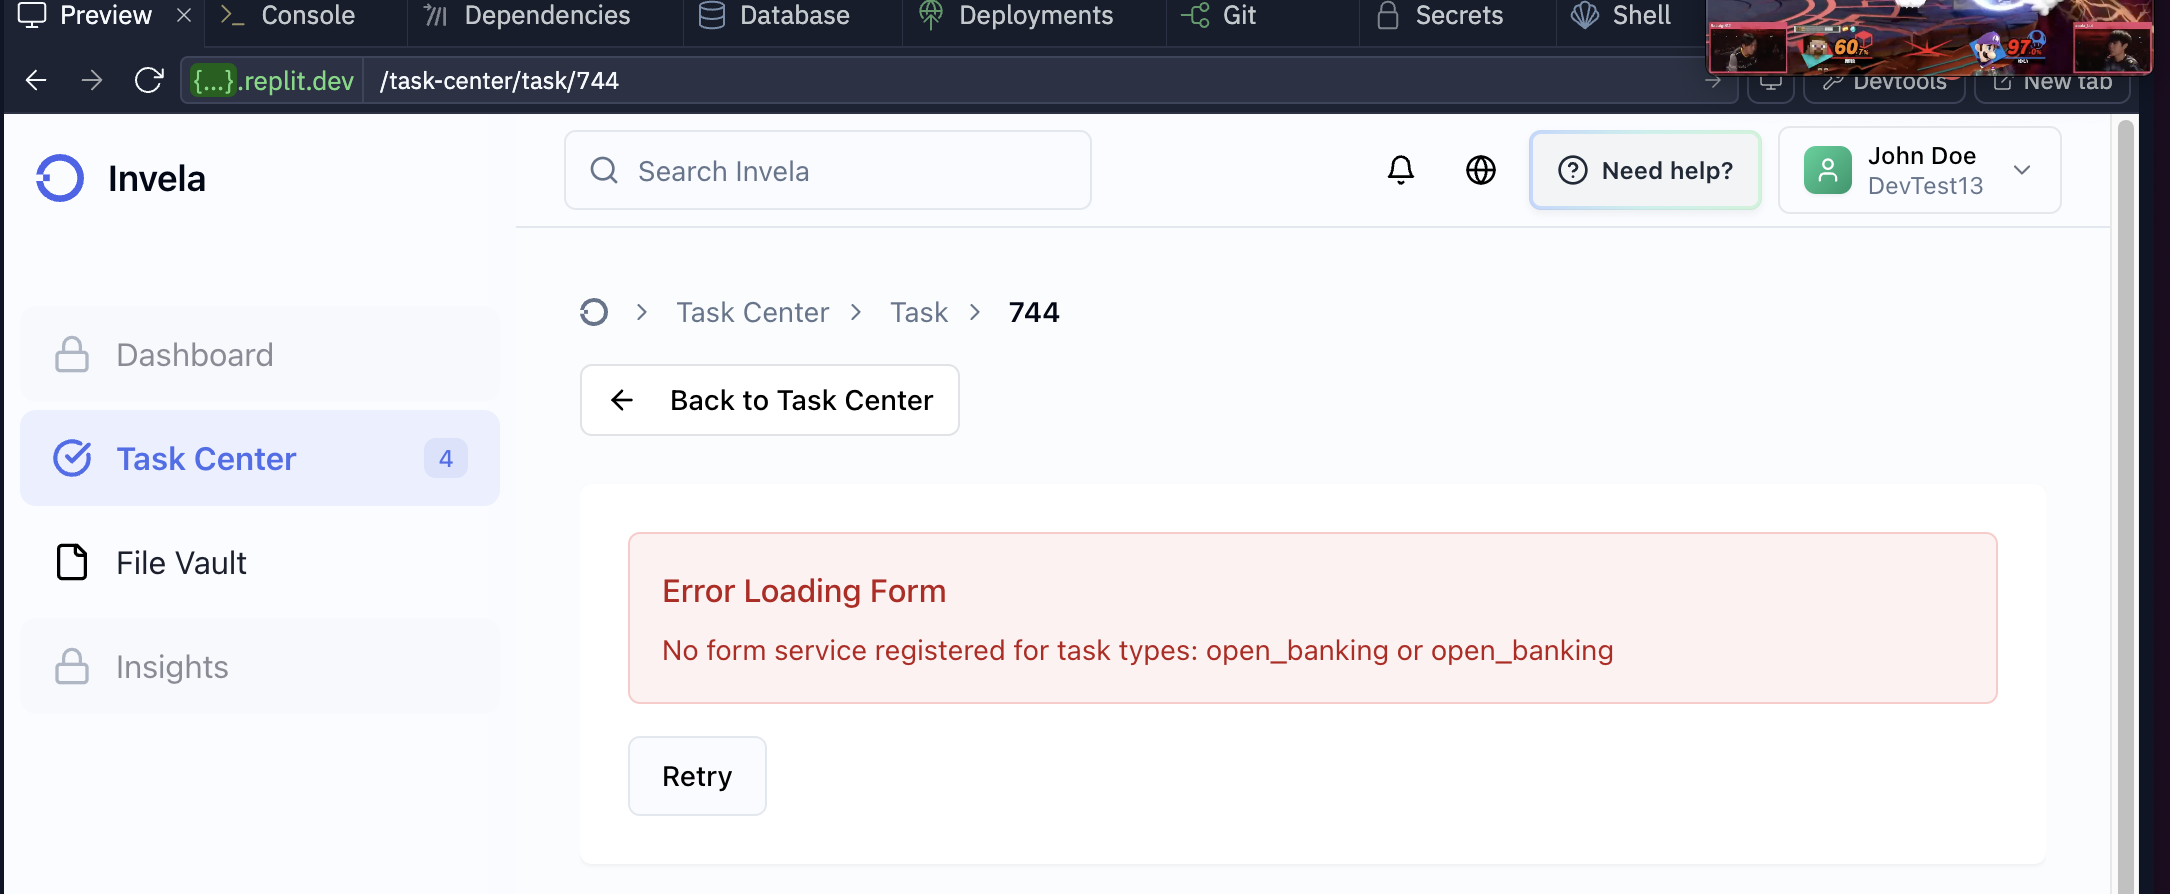 Preview
Console
Dependencies
Database
Deployments
Git
Secrets
Shell
{...}.replit.dev
/task-center/task/744
Devtools
New tab
60
97
Invela
Search Invela
Need help?
John Doe
DevTest13
Dashboard
Task Center
4
File Vault
Insights
Task Center
Task
744
Back to Task Center
Error Loading Form
No form service registered for task types: open_banking or open_banking
Retry